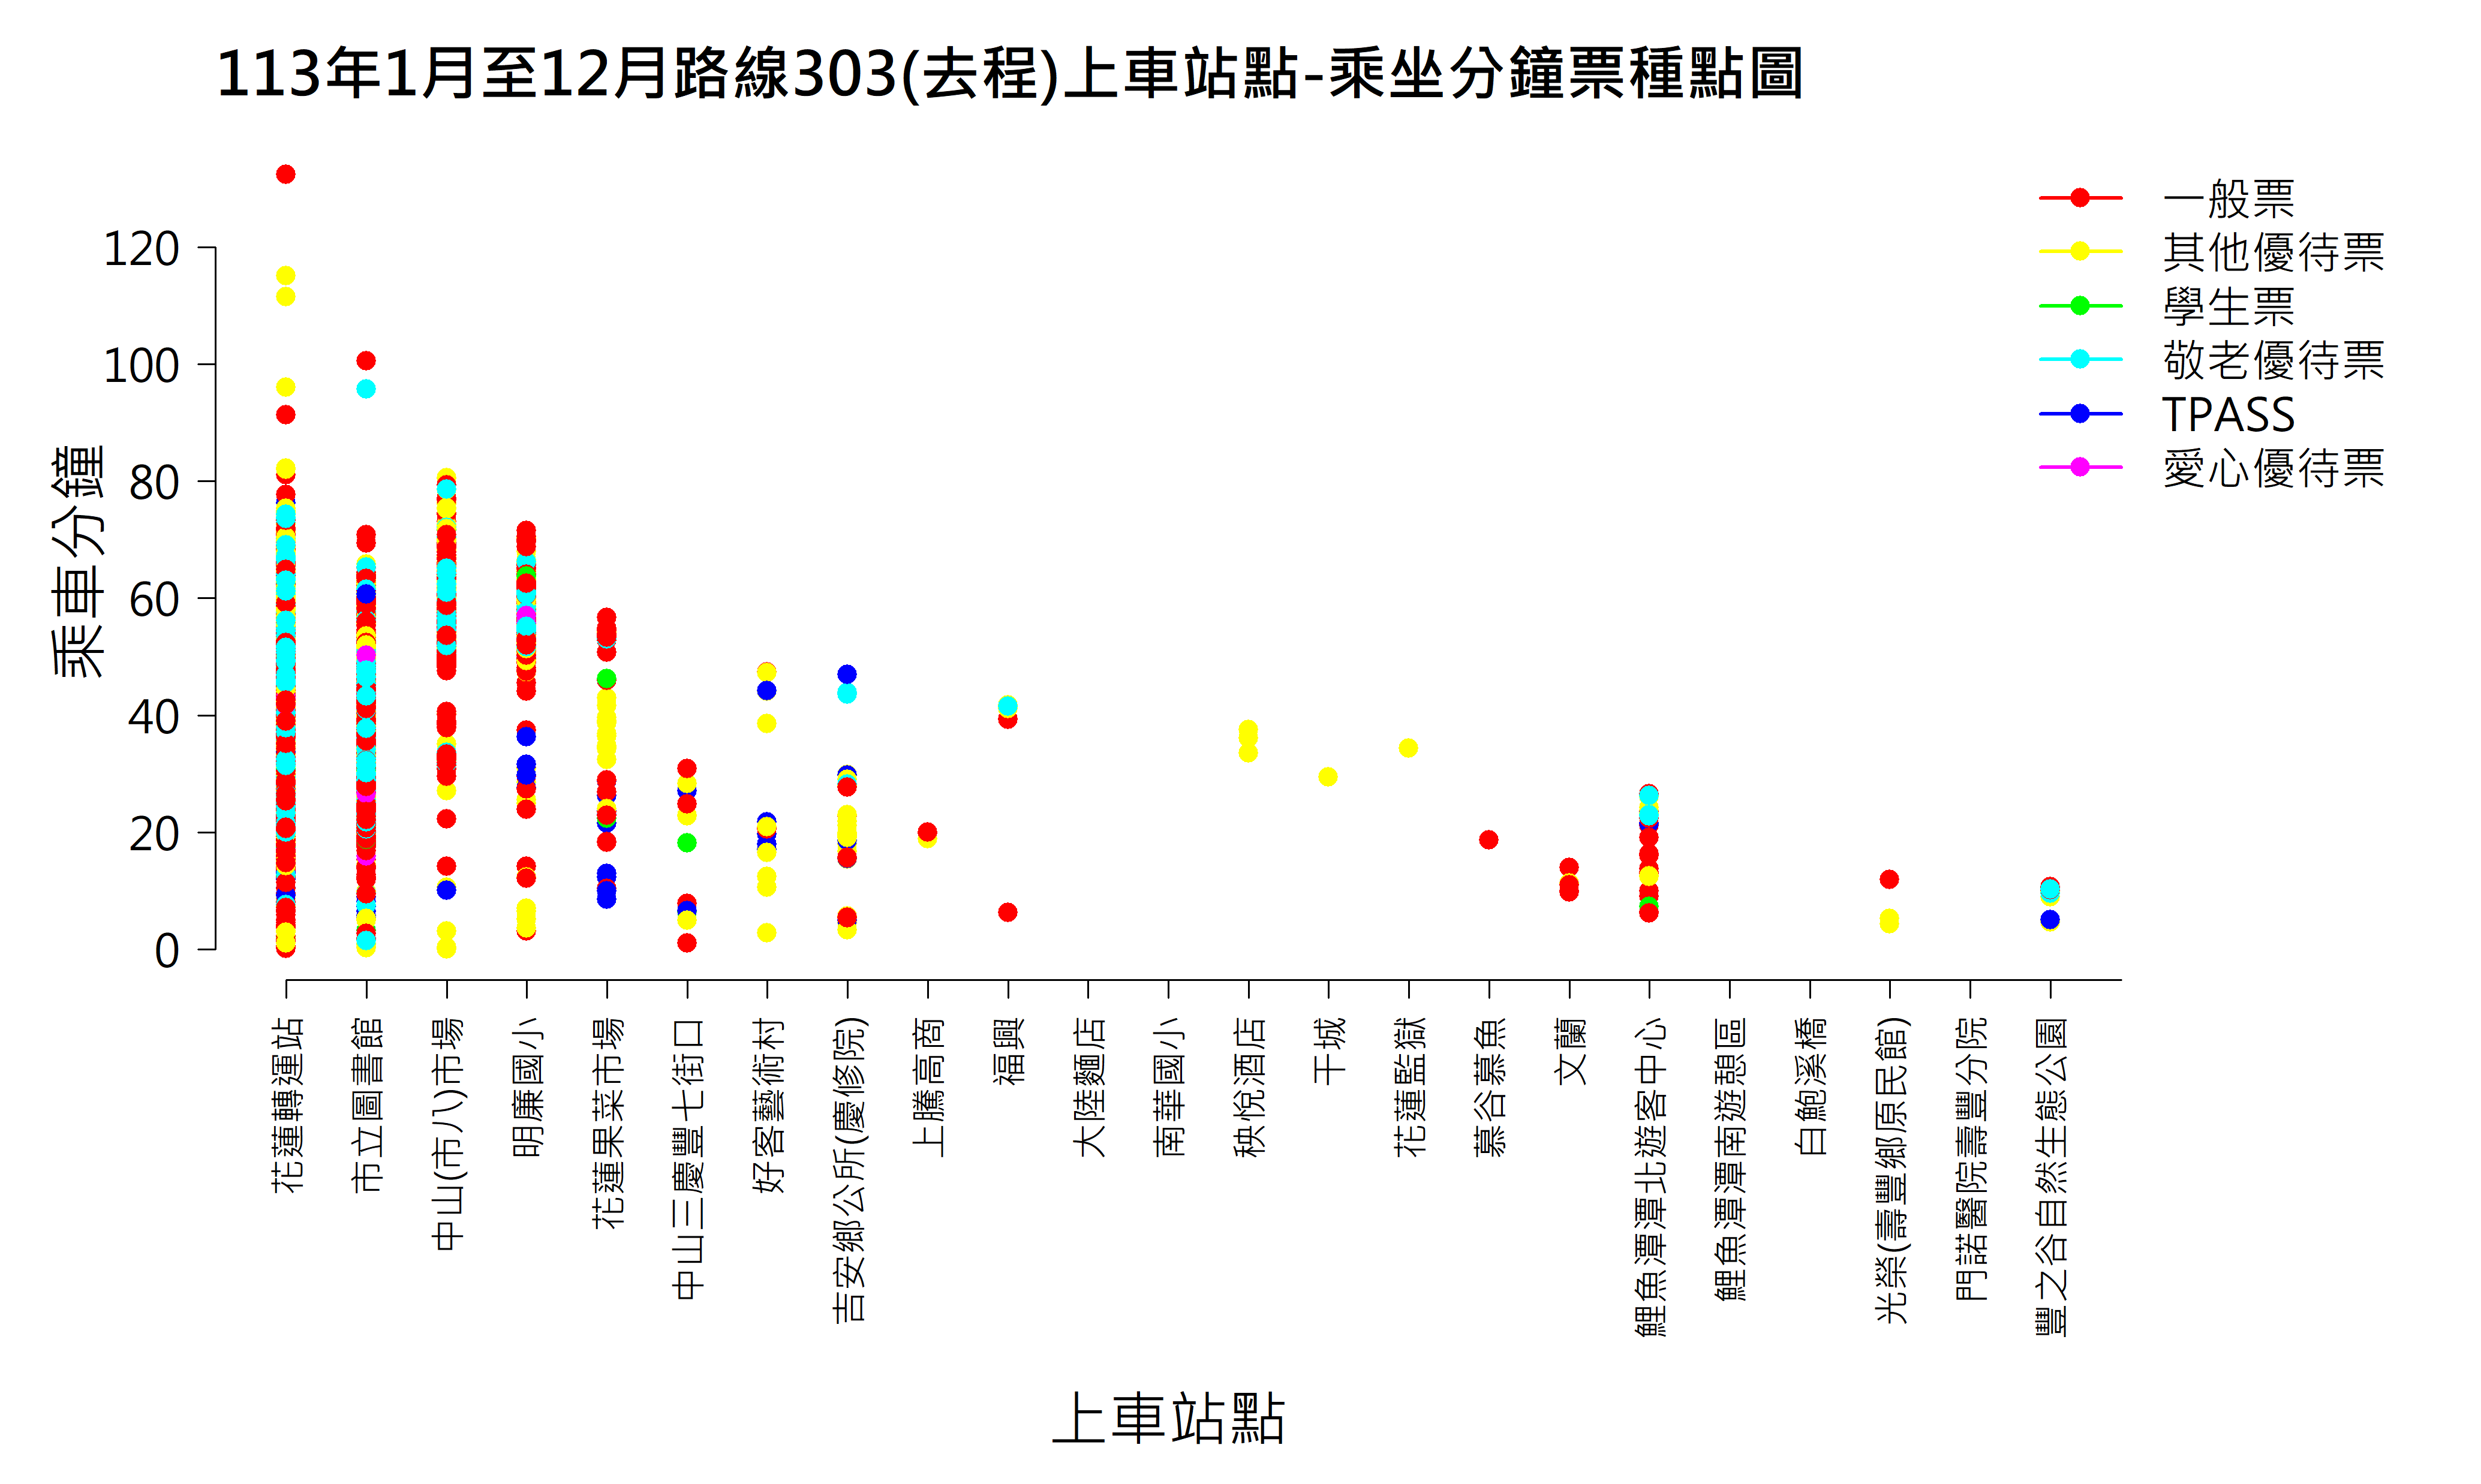 113年1月至12月路線303(去程)上車站點-乘坐分鐘票種點圖
一般票
其他優待票
學生票
敬老優待票
TPASS
愛心優待票
乘車分鐘
120
100
80
60
40
20
0
花蓮轉運站
市立圖書館
中山(市八)市場
明廉國小
花蓮果菜市場
中山三慶豐七街口
好客藝術村
吉安鄉公所(慶修院)
上騰高商
福興
大陸麵店
南華國小
秧悅酒店
干城
花蓮監獄
慕谷慕魚
文蘭
鯉魚潭潭北遊客中心
鯉魚潭潭南遊憩區
白鮑溪橋
光榮(壽豐鄉原民館)
門諾醫院壽豐分院
豐之谷自然生態公園
上車站點